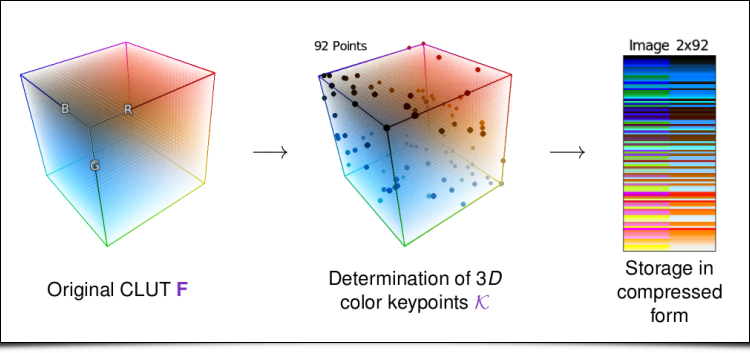 92 Points
Image 2x92
B
R
G
Original CLUT F
Determination of 3D
color keypoints 𝒦
Storage in
compressed
form